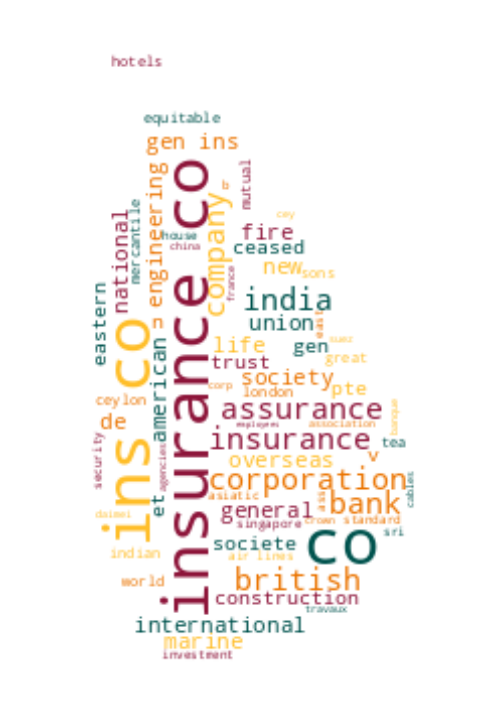 hotels
equitable
gen ins
engineering
insurance co
mutual
company
cey
national
mercantile
house
china
fire
ceased
new
sons
france
eastern
india
union
east
ins co
american
life
gen
suez
great
trust
society
corp
london
pte
ceylon
de
assurance
banque
employees
association
insurance
tea
security
agencies
overseas
v
corporation
cables
asiatic
bank
et
general
crown
standard
singapore
sri
societe
co
indian
air lines
world
british
construction
travaux
international
marine
investment